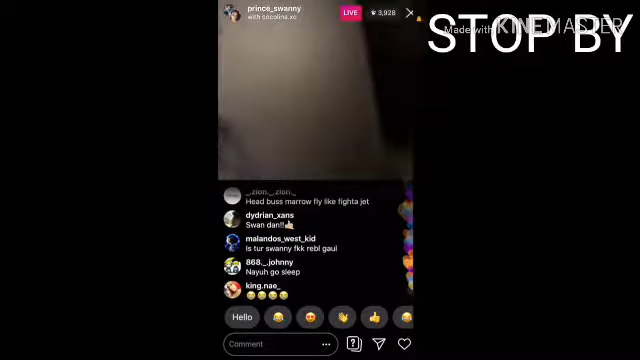 prince_swanny
with cocolina.xo
LIVE
3,928
STOP BY
Made with KINEMASTER
_.zion._.zion._
Head buss marrow fly like fighta jet
dydrian_xans
Swan dan!!
malandos_west_kid
Is tur swanny fkk rebl gaul
868._.johnny
Nayuh go sleep
king.nae_
Hello
Comment